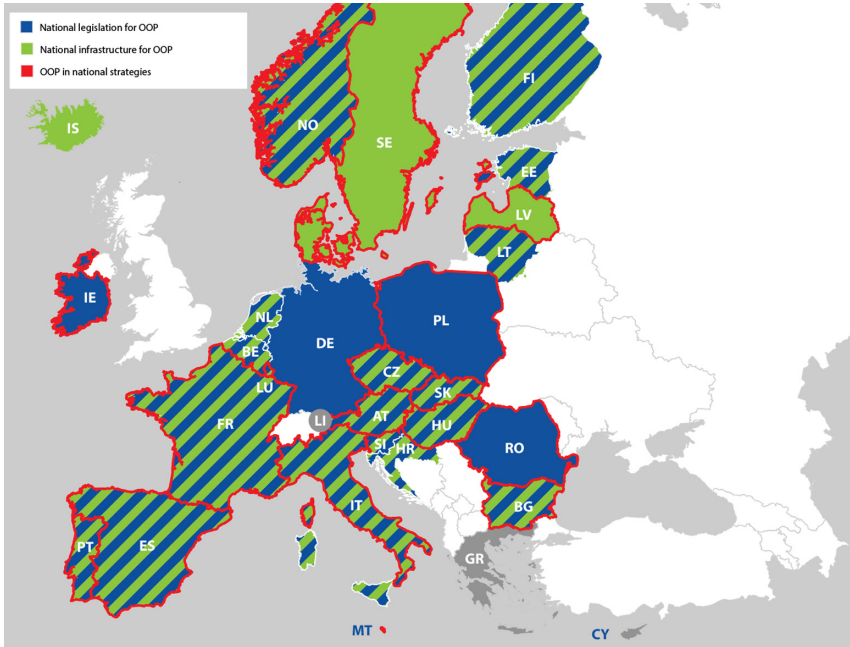 National legislation for OOP
National infrastructure for OOP
OOP in national strategies
FI
IS
NO
SE
EE
LV
LT
IE
NL
PL
DE
BE
CZ
LU
SK
LI
AT
FR
HU
SI
HR
RO
IT
BG
PT
ES
GR
MT
CY